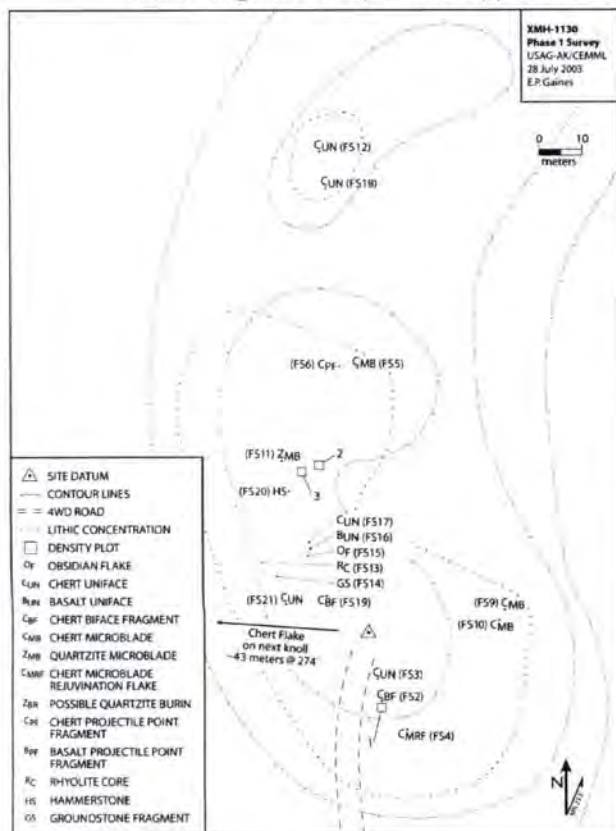 XMH-1130
Phase 1 Survey
USAG-AK/CEMML
28 July 2003
E.P. Gaines
0 10
meters
CUN (FS12)
CUN (FS18)
(FS6) CPF CMB (FS5)
(FS11) ZMB
2
(FS20) HS
3
CUN (FS17)
BUN (FS16)
OF (FS15)
RC (FS13)
GS (FS14)
(FS21) CUN CBF (FS19)
(FS9) CMB
(FS10) CMB
Chert Flake
on next knoll
43 meters @ 274
CUN (FS3)
CBF (FS2)
1
CMRF (FS4)
N
SITE DATUM
CONTOUR LINES
4WD ROAD
LITHIC CONCENTRATION
DENSITY PLOT
OF OBSIDIAN FLAKE
CUN CHERT UNIFACE
BUN BASALT UNIFACE
CBF CHERT BIFACE FRAGMENT
CMB CHERT MICROBLADE
ZMB QUARTZITE MICROBLADE
CMRF CHERT MICROBLADE
REJUVINATION FLAKE
ZBR POSSIBLE QUARTZITE BURIN
CPF CHERT PROJECTILE POINT
FRAGMENT
BPF BASALT PROJECTILE POINT
FRAGMENT
RC RHYOLITE CORE
HS HAMMERSTONE
GS GROUNDSTONE FRAGMENT